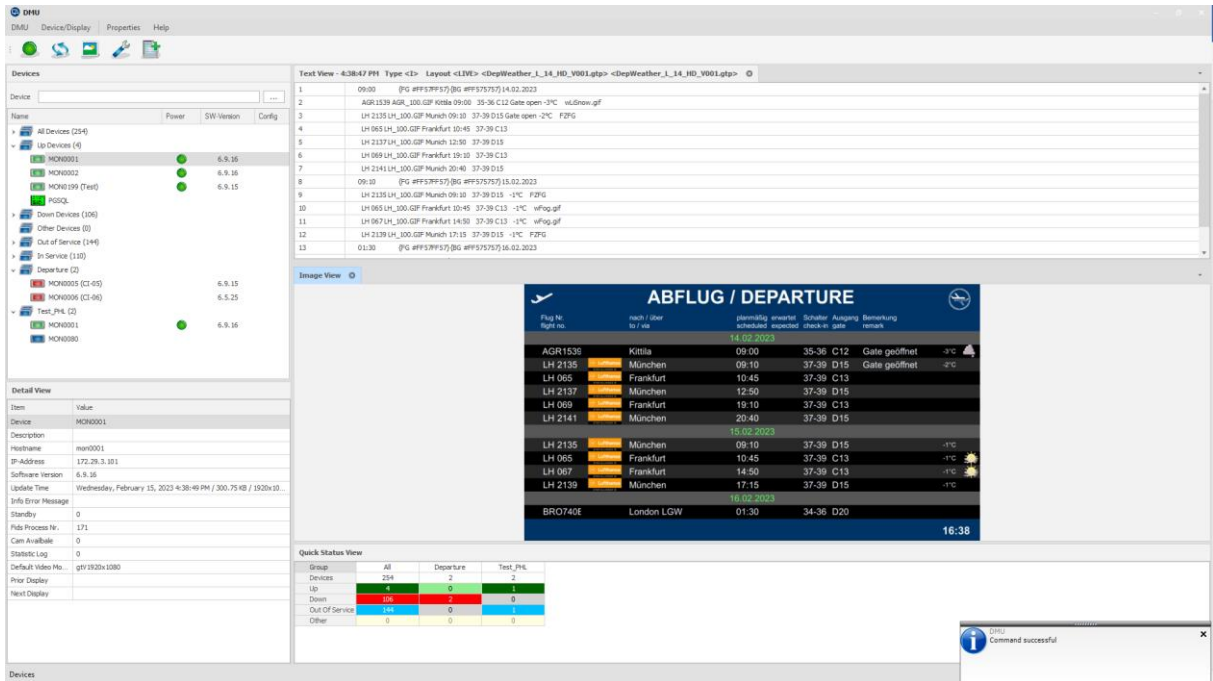 DMU
DMU Device/Display Properties Help
Devices
Device ...
Name Power SW-Version Config
All Devices (254)
Up Devices (4)
MON0001 6.9.16
MON0002 6.9.16
MON0199 (Test) 6.9.15
PGSQL
Down Devices (106)
Other Devices (0)
Out of Service (144)
In Service (110)
Departure (2)
MON0005 (CI-05) 6.9.15
MON0006 (CI-06) 6.5.25
Test_PHL (2)
MON0001 6.9.16
MON0080
Detail View
Item Value
Device MON0001
Description
Hostname mon0001
IP-Address 172.29.3.101
Software Version 6.9.16
Update Time Wednesday, February 15, 2023 4:38:49 PM / 300.75 KB / 1920x10...
Info Error Message
Standby 0
Fids Process Nr. 171
Cam Availbale 0
Statistic Log 0
Default Video Mo... gtV1920x1080
Prior Display
Next Display
Text View - 4:38:47 PM Type <I> Layout <LIVE> <DepWeather_L_14_HD_V001.gtp> <DepWeather_L_14_HD_V001.gtp>
1 09:00 {FG #FF57FF57}{BG #FF575757}14.02.2023
2 AGR1539 AGR_100.GIF Kittila 09:00 35-36 C12 Gate open -3°C wLiSnow.gif
3 LH 2135 LH_100.GIF Munich 09:10 37-39 D15 Gate open -2°C FZFG
4 LH 065 LH_100.GIF Frankfurt 10:45 37-39 C13
5 LH 2137 LH_100.GIF Munich 12:50 37-39 D15
6 LH 069 LH_100.GIF Frankfurt 19:10 37-39 C13
7 LH 2141 LH_100.GIF Munich 20:40 37-39 D15
8 09:10 {FG #FF57FF57}{BG #FF575757}15.02.2023
9 LH 2135 LH_100.GIF Munich 09:10 37-39 D15 -1°C FZFG
10 LH 065 LH_100.GIF Frankfurt 10:45 37-39 C13 -1°C wFog.gif
11 LH 067 LH_100.GIF Frankfurt 14:50 37-39 C13 -1°C wFog.gif
12 LH 2139 LH_100.GIF Munich 17:15 37-39 D15 -1°C FZFG
13 01:30 {FG #FF57FF57}{BG #FF575757}16.02.2023
Image View
ABFLUG / DEPARTURE
Flug Nr. nach / über planmäßig erwartet Schalter Ausgang Bemerkung
flight no. to / via scheduled expected check-in gate remark
14.02.2023
AGR1539 Kittila 09:00 35-36 C12 Gate geöffnet -3°C
LH 2135 Lufthansa München 09:10 37-39 D15 Gate geöffnet -2°C
LH 065 Lufthansa Frankfurt 10:45 37-39 C13
LH 2137 Lufthansa München 12:50 37-39 D15
LH 069 Lufthansa Frankfurt 19:10 37-39 C13
LH 2141 Lufthansa München 20:40 37-39 D15
15.02.2023
LH 2135 Lufthansa München 09:10 37-39 D15 -1°C
LH 065 Lufthansa Frankfurt 10:45 37-39 C13 -1°C
LH 067 Lufthansa Frankfurt 14:50 37-39 C13 -1°C
LH 2139 Lufthansa München 17:15 37-39 D15 -1°C
16.02.2023
BRO740E London LGW 01:30 34-36 D20
16:38
Quick Status View
Group All Departure Test_PHL
Devices 254 2 2
Up 4 0 1
Down 106 2 0
Out Of Service 144 0 1
Other 0 0 0
DMU
Command successful
Devices